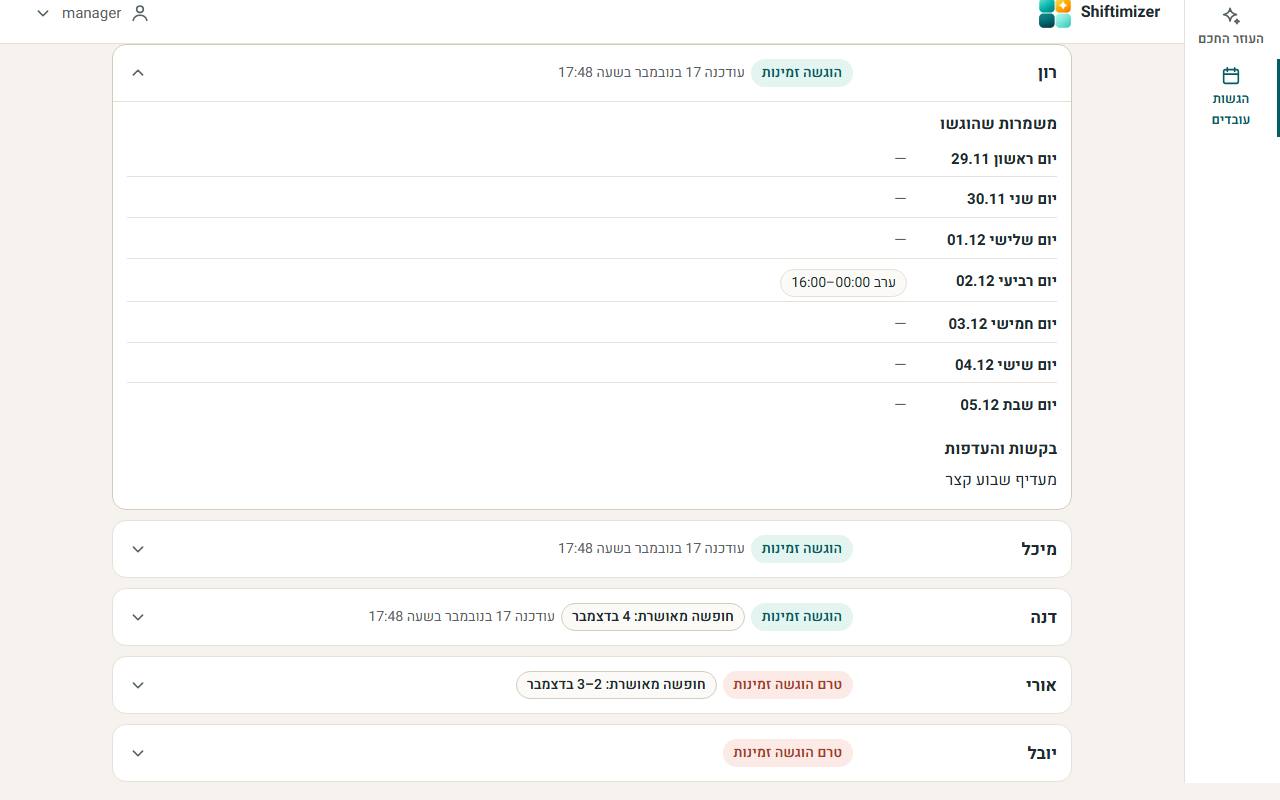 Shiftimizer
manager
העוזר החכם
הגשות
עובדים
רון
הוגשה זמינות
עודכנה 17 בנובמבר בשעה 17:48
משמרות שהוגשו
יום ראשון 29.11 —
יום שני 30.11 —
יום שלישי 01.12 —
יום רביעי 02.12 ערב 16:00–00:00
יום חמישי 03.12 —
יום שישי 04.12 —
יום שבת 05.12 —
בקשות והעדפות
מעדיף שבוע קצר
מיכל הוגשה זמינות עודכנה 17 בנובמבר בשעה 17:48
דנה הוגשה זמינות חופשה מאושרת: 4 בדצמבר עודכנה 17 בנובמבר בשעה 17:48
אורי טרם הוגשה זמינות חופשה מאושרת: 2–3 בדצמבר
יובל טרם הוגשה זמינות